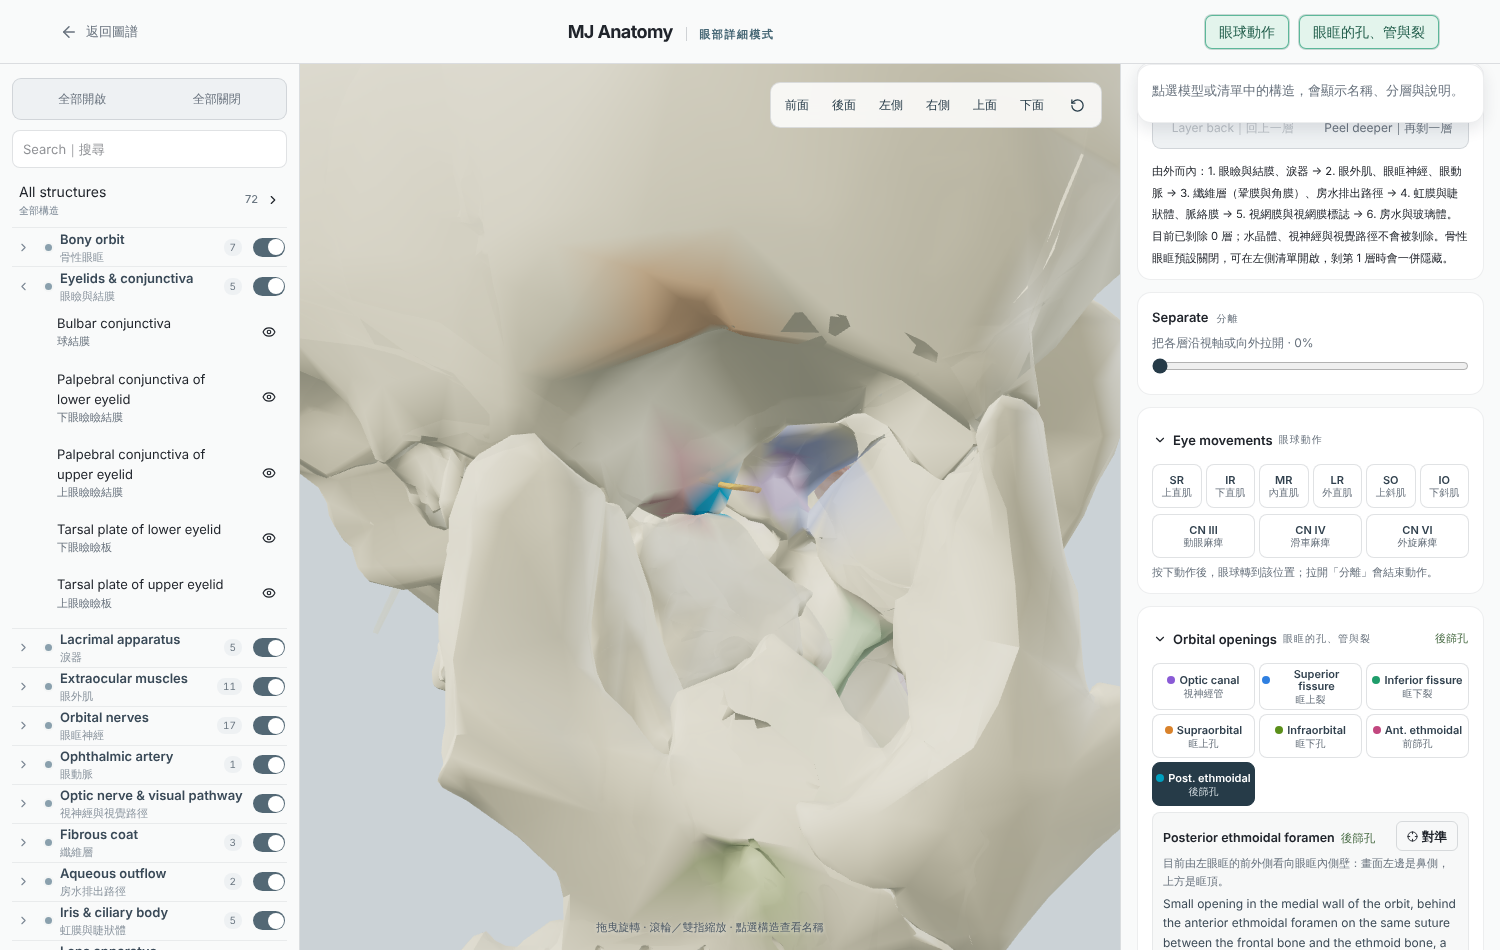 返回圖譜
MJ Anatomy
眼部詳細模式
眼球動作
眼眶的孔、管與裂
全部開啟
全部關閉
Search | 搜尋
All structures
全部構造
72
Bony orbit
骨性眼眶
7
Eyelids & conjunctiva
眼瞼與結膜
5
Bulbar conjunctiva
球結膜
Palpebral conjunctiva of
lower eyelid
下眼瞼瞼結膜
Palpebral conjunctiva of
upper eyelid
上眼瞼瞼結膜
Tarsal plate of lower eyelid
下眼瞼瞼板
Tarsal plate of upper eyelid
上眼瞼瞼板
Lacrimal apparatus
淚器
5
Extraocular muscles
眼外肌
11
Orbital nerves
眼眶神經
17
Ophthalmic artery
眼動脈
1
Optic nerve & visual pathway
視神經與視覺路徑
Fibrous coat
纖維層
3
Aqueous outflow
房水排出路徑
2
Iris & ciliary body
虹膜與睫狀體
5
前面
後面
左側
右側
上面
下面
拖曳旋轉 · 滾輪／雙指縮放 · 點選構造查看名稱
點選模型或清單中的構造，會顯示名稱、分層與說明。
Layer back | 回上一層
Peel deeper | 再剝一層
由外而內：1. 眼瞼與結膜、淚器 → 2. 眼外肌、眼眶神經、眼動
脈 → 3. 纖維層（鞏膜與角膜）、房水排出路徑 → 4. 虹膜與睫
狀體、脈絡膜 → 5. 視網膜與視網膜標誌 → 6. 房水與玻璃體。
目前已剝除 0 層；水晶體、視神經與視覺路徑不會被剝除。骨性
眼眶預設關閉，可在左側清單開啟，剝第 1 層時會一併隱藏。
Separate 分離
把各層沿視軸或向外拉開 · 0%
Eye movements 眼球動作
SR
上直肌
IR
下直肌
MR
內直肌
LR
外直肌
SO
上斜肌
IO
下斜肌
CN III
動眼麻痺
CN IV
滑車麻痺
CN VI
外旋麻痺
按下動作後，眼球轉到該位置；拉開「分離」會結束動作。
Orbital openings 眼眶的孔、管與裂
後篩孔
Optic canal
視神經管
Superior
fissure
眶上裂
Inferior fissure
眶下裂
Supraorbital
眶上孔
Infraorbital
眶下孔
Ant. ethmoidal
前篩孔
Post. ethmoidal
後篩孔
Posterior ethmoidal foramen 後篩孔
對準
目前由左眼眶的前外側看向眼眶內側壁：畫面左邊是鼻側，
上方是眶頂。
Small opening in the medial wall of the orbit, behind
the anterior ethmoidal foramen on the same suture
between the frontal bone and the ethmoid bone, a